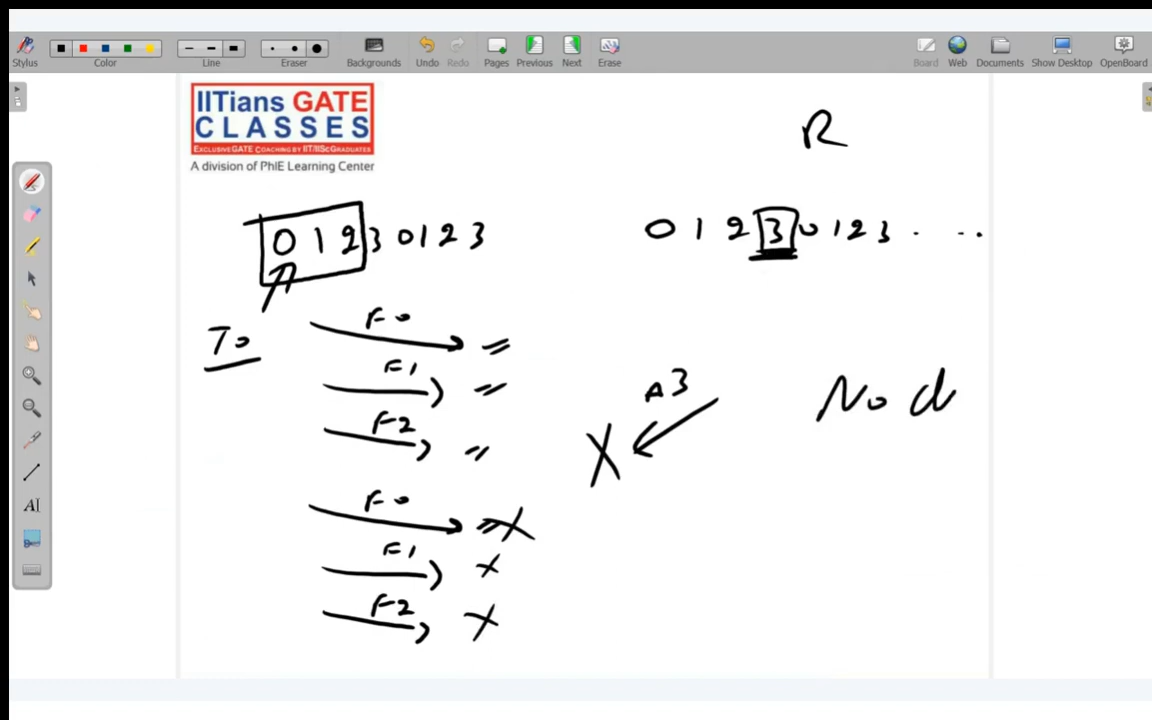 Stylus Color Line Eraser Backgrounds Undo Redo Pages Previous Next Erase Board Web Documents Show Desktop OpenBoard
IITians GATE
CLASSES
EXCLUSIVE GATE COACHING BY IIT/IISc GRADUATES
A division of PhIE Learning Center
R
0 1 2 3 0 1 2 3
0 1 2 3 0 1 2 3 . . . .
T0
F0
F1
F2
A3
X
No d
F0 X
F1 X
F2 X
AI